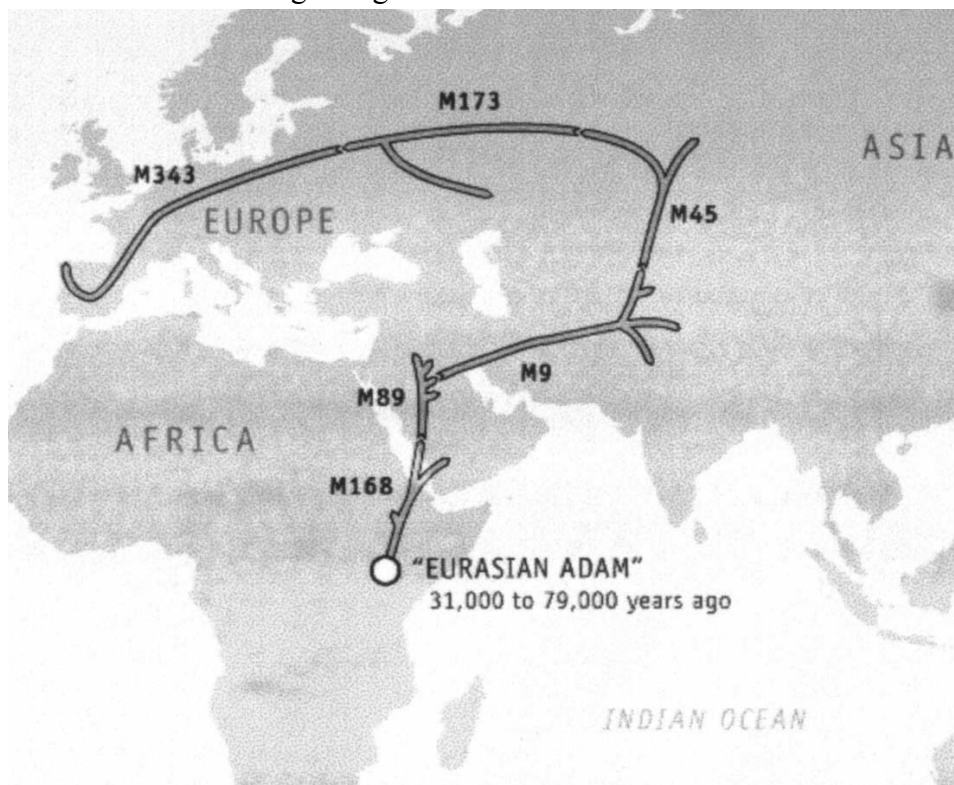 M173
ASIA
M343
M45
EUROPE
M9
M89
AFRICA
M168
"EURASIAN ADAM"
31,000 to 79,000 years ago
INDIAN OCEAN